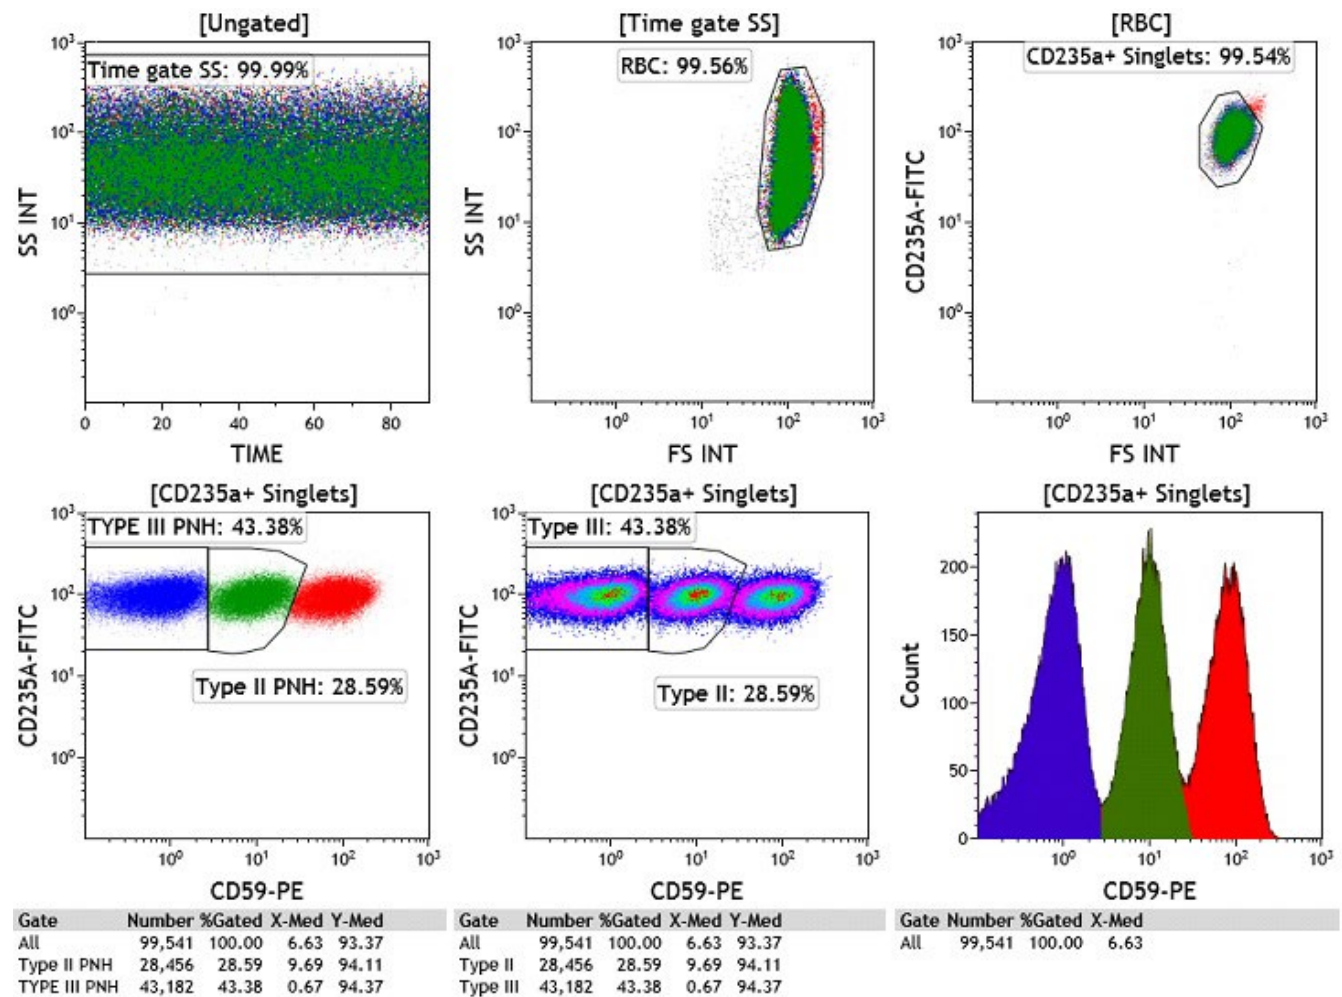 [Ungated]
Time gate SS: 99.99%
10³
10²
10¹
10⁰
SS INT
0 20 40 60 80
TIME
[Time gate SS]
RBC: 99.56%
10³
10²
10¹
10⁰
SS INT
10⁰ 10¹ 10² 10³
FS INT
[RBC]
CD235a+ Singlets: 99.54%
10³
10²
10¹
10⁰
CD235A-FITC
10⁰ 10¹ 10² 10³
FS INT
[CD235a+ Singlets]
TYPE III PNH: 43.38%
Type II PNH: 28.59%
10³
10²
10¹
10⁰
CD235A-FITC
10⁰ 10¹ 10² 10³
CD59-PE
[CD235a+ Singlets]
Type III: 43.38%
Type II: 28.59%
10³
10²
10¹
10⁰
CD235A-FITC
10⁰ 10¹ 10² 10³
CD59-PE
[CD235a+ Singlets]
200
150
100
50
0
Count
10⁰ 10¹ 10² 10³
CD59-PE
Gate Number %Gated X-Med Y-Med
All 99,541 100.00 6.63 93.37
Type II PNH 28,456 28.59 9.69 94.11
TYPE III PNH 43,182 43.38 0.67 94.37
Gate Number %Gated X-Med Y-Med
All 99,541 100.00 6.63 93.37
Type II 28,456 28.59 9.69 94.11
Type III 43,182 43.38 0.67 94.37
Gate Number %Gated X-Med
All 99,541 100.00 6.63